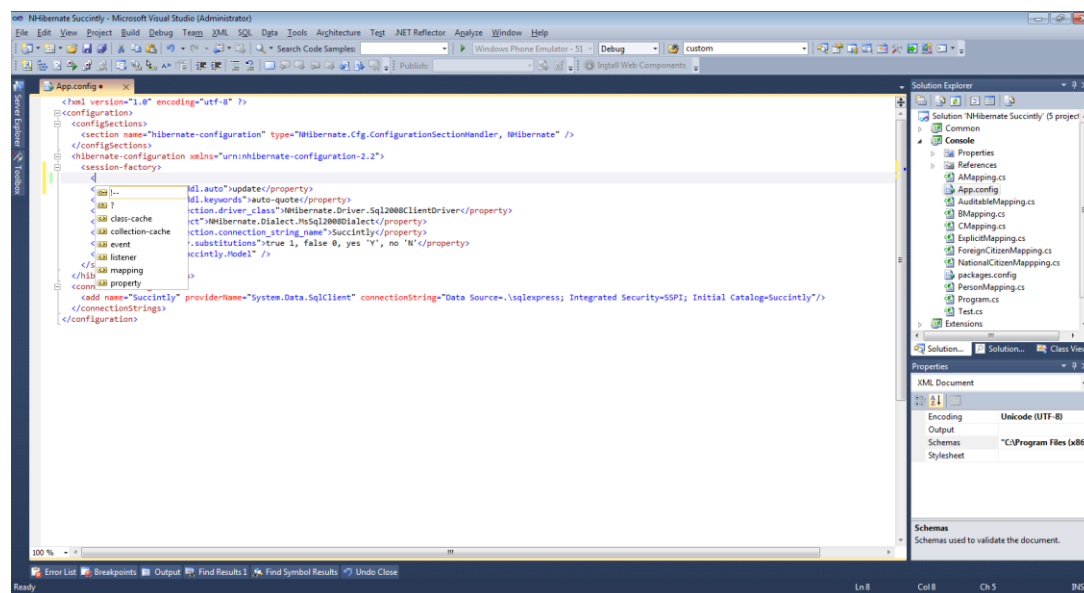 NHibernate Succintly - Microsoft Visual Studio (Administrator)
File Edit View Project Build Debug Team XML SQL Data Tools Architecture Test .NET Reflector Analyze Window Help
Search Code Samples: Windows Phone Emulator - 51 Debug custom
Publish: Install Web Components
Server Explorer
Toolbox
App.config
<?xml version="1.0" encoding="utf-8" ?>
<configuration>
<configSections>
<section name="hibernate-configuration" type="NHibernate.Cfg.ConfigurationSectionHandler, NHibernate" />
</configSections>
<hibernate-configuration xmlns="urn:nhibernate-configuration-2.2">
<session-factory>
<
< ddl.auto">update</property>
< ddl.keywords">auto-quote</property>
< ection.driver_class">NHibernate.Driver.Sql2008ClientDriver</property>
< ect">NHibernate.Dialect.MsSql2008Dialect</property>
< ection.connection_string_name">Succintly</property>
< .substitutions">true 1, false 0, yes 'Y', no 'N'</property>
< ccintly.Model" />
</s
</hib >
<conn
<add name="Succintly" providerName="System.Data.SqlClient" connectionString="Data Source=.\sqlexpress; Integrated Security=SSPI; Initial Catalog=Succintly"/>
</connectionStrings>
</configuration>
!--
?
class-cache
collection-cache
event
listener
mapping
property
100 %
Solution Explorer
Solution 'NHibernate Succintly' (5 project
Common
Console
Properties
References
AMapping.cs
App.config
AuditableMapping.cs
BMapping.cs
CMapping.cs
ExplicitMapping.cs
ForeignCitizenMapping.cs
NationalCitizenMappping.cs
packages.config
PersonMapping.cs
Program.cs
Test.cs
Extensions
Solution... Solution... Class View
Properties
XML Document
Encoding Unicode (UTF-8)
Output
Schemas "C:\Program Files (x86
Stylesheet
Schemas
Schemas used to validate the document.
Error List Breakpoints Output Find Results 1 Find Symbol Results Undo Close
Ready Ln 8 Col 8 Ch 5 INS